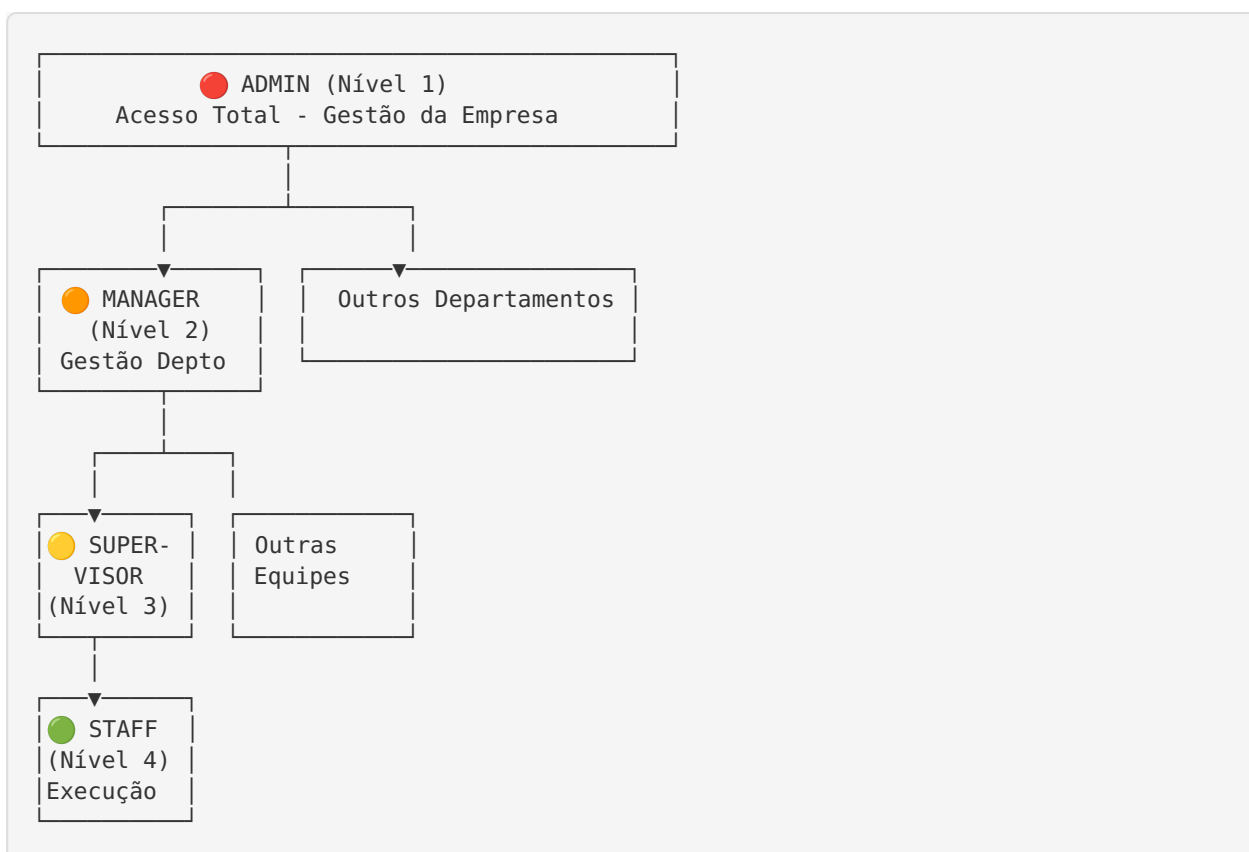 🔴 ADMIN (Nível 1)
Acesso Total - Gestão da Empresa
🟠 MANAGER
(Nível 2)
Gestão Depto
Outros Departamentos
🟡 SUPER-
VISOR
(Nível 3)
Outras
Equipes
🟢 STAFF
(Nível 4)
Execução